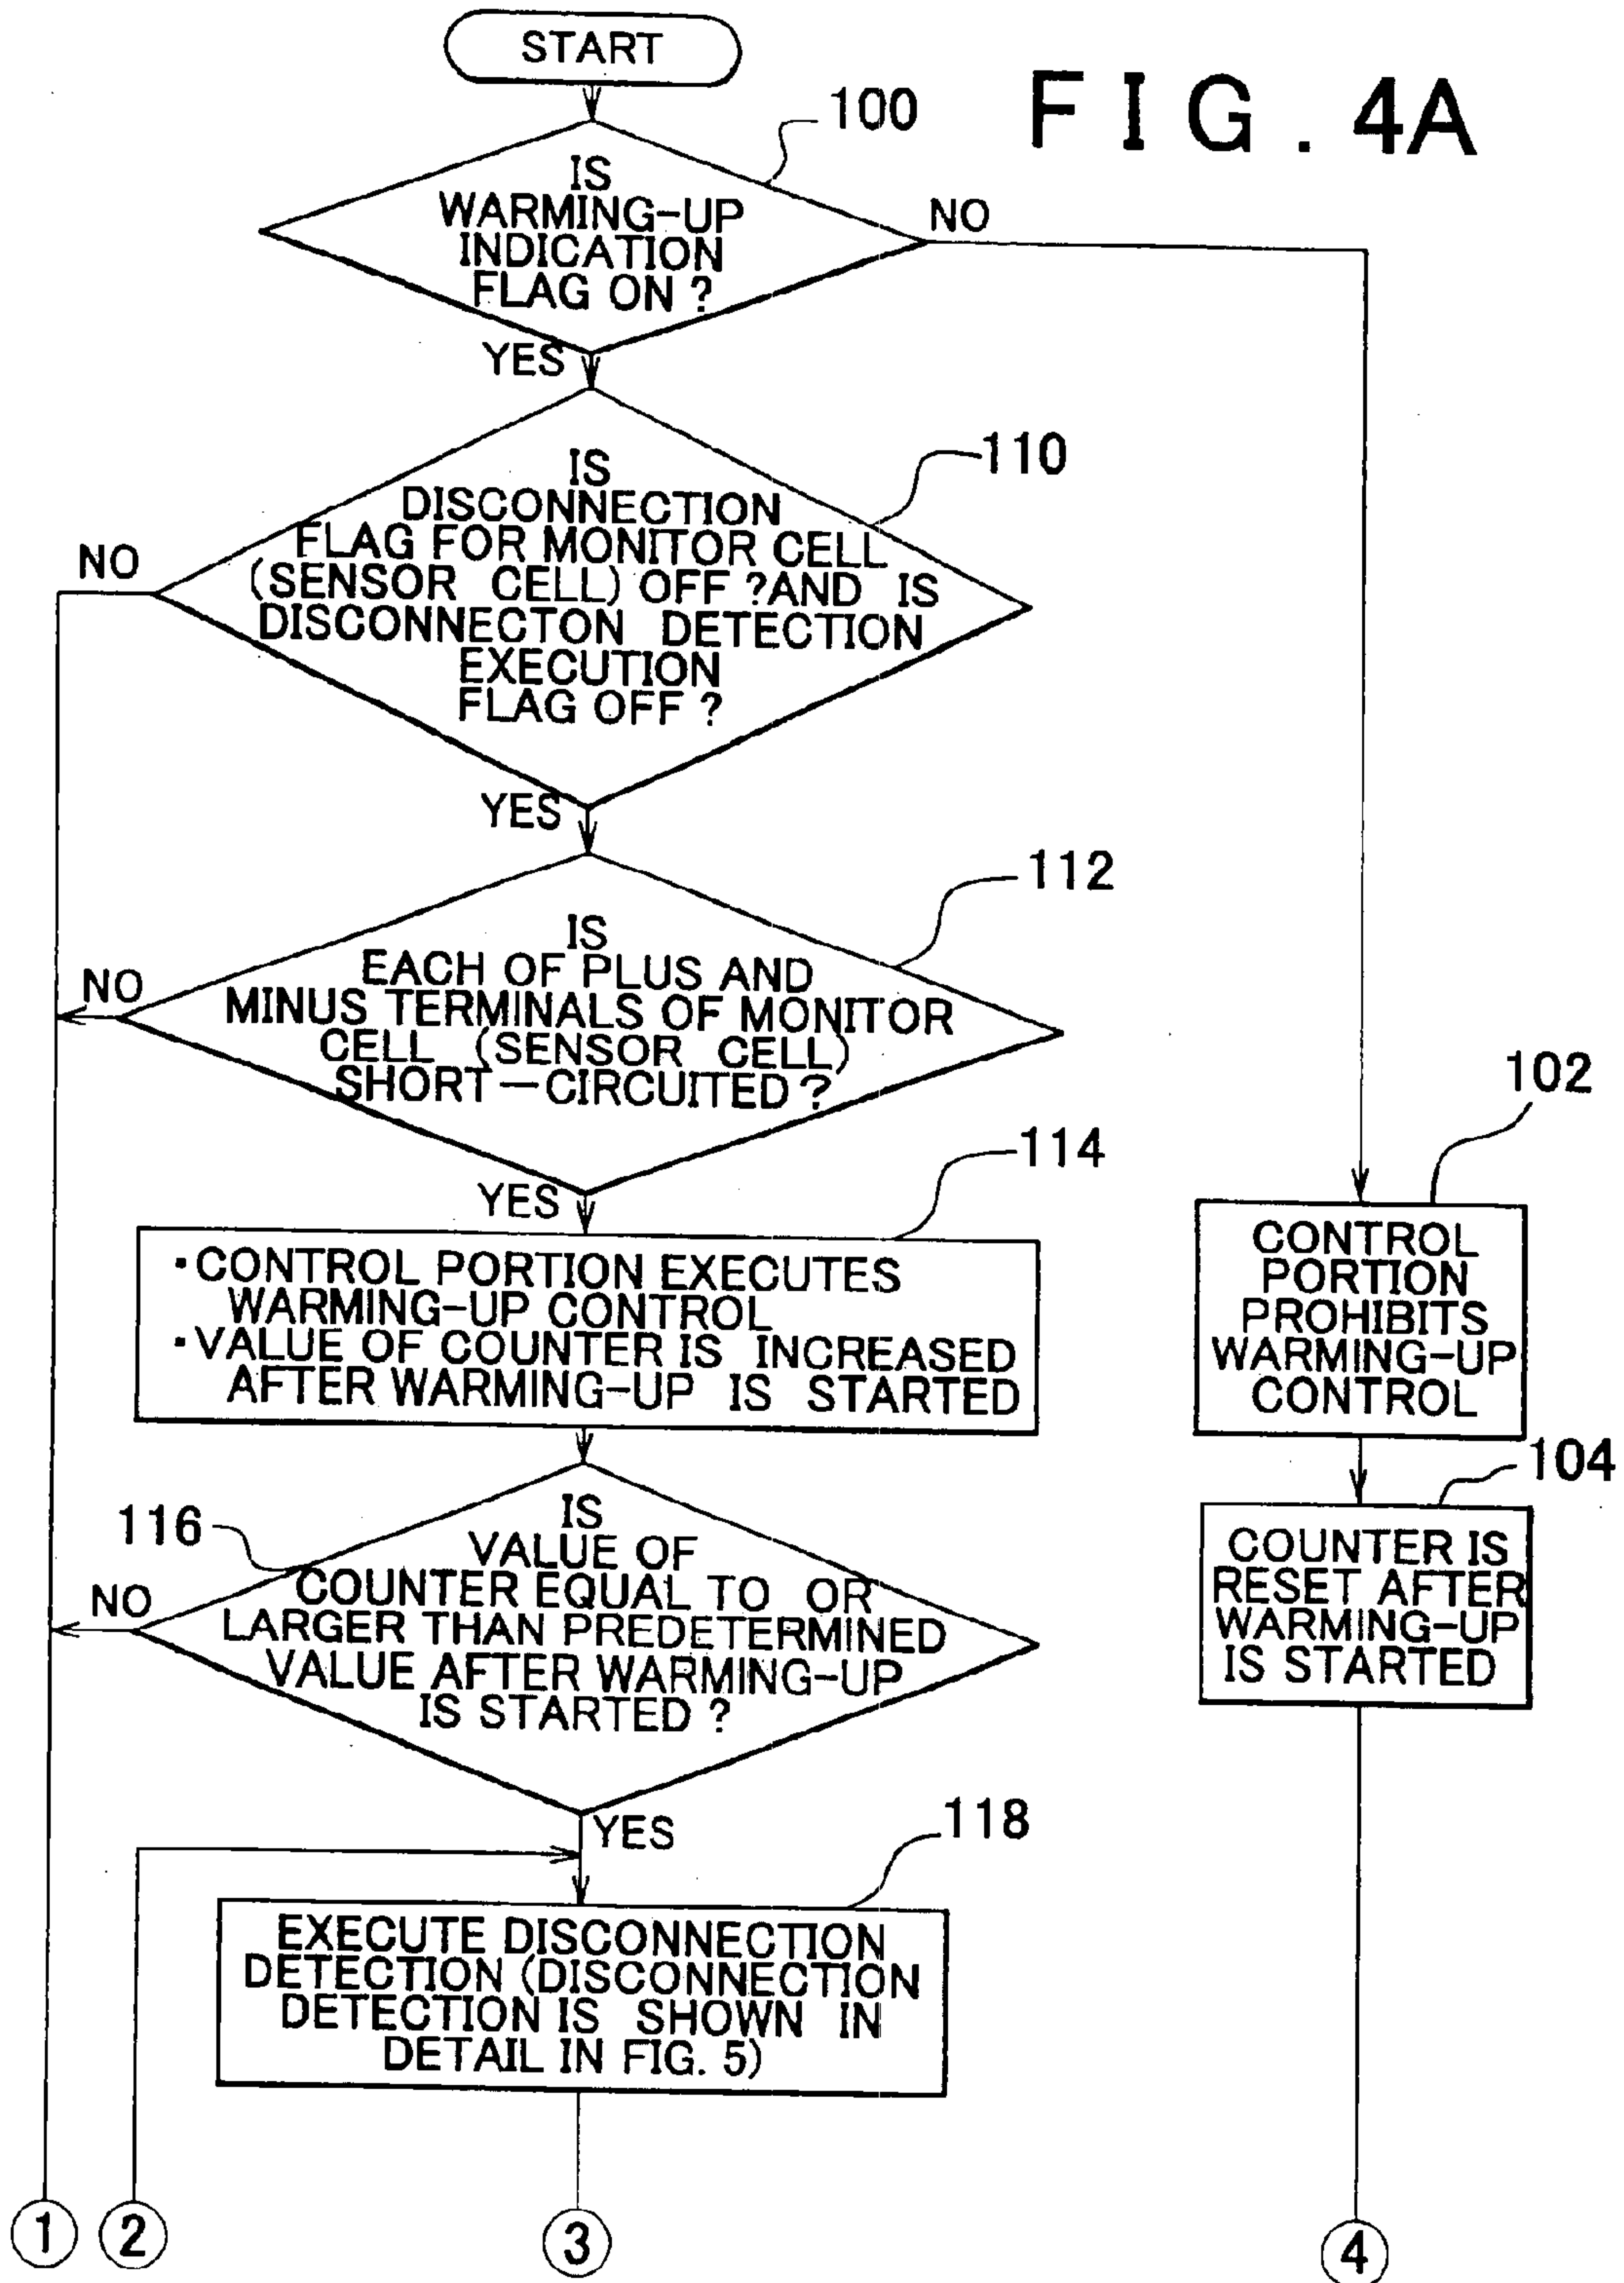 START
FIG. 4A
100
IS
WARMING-UP
INDICATION
FLAG ON ?
NO
YES
110
IS
DISCONNECTION
FLAG FOR MONITOR CELL
(SENSOR CELL) OFF ?AND IS
DISCONNECTON DETECTION
EXECUTION
FLAG OFF ?
NO
YES
112
IS
EACH OF PLUS AND
MINUS TERMINALS OF MONITOR
CELL (SENSOR CELL)
SHORT-CIRCUITED ?
NO
YES
114
・CONTROL PORTION EXECUTES
WARMING-UP CONTROL
・VALUE OF COUNTER IS INCREASED
AFTER WARMING-UP IS STARTED
102
CONTROL
PORTION
PROHIBITS
WARMING-UP
CONTROL
104
COUNTER IS
RESET AFTER
WARMING-UP
IS STARTED
116
IS
VALUE OF
COUNTER EQUAL TO OR
LARGER THAN PREDETERMINED
VALUE AFTER WARMING-UP
IS STARTED ?
NO
YES
118
EXECUTE DISCONNECTION
DETECTION (DISCONNECTION
DETECTION IS SHOWN IN
DETAIL IN FIG. 5)
1
2
3
4